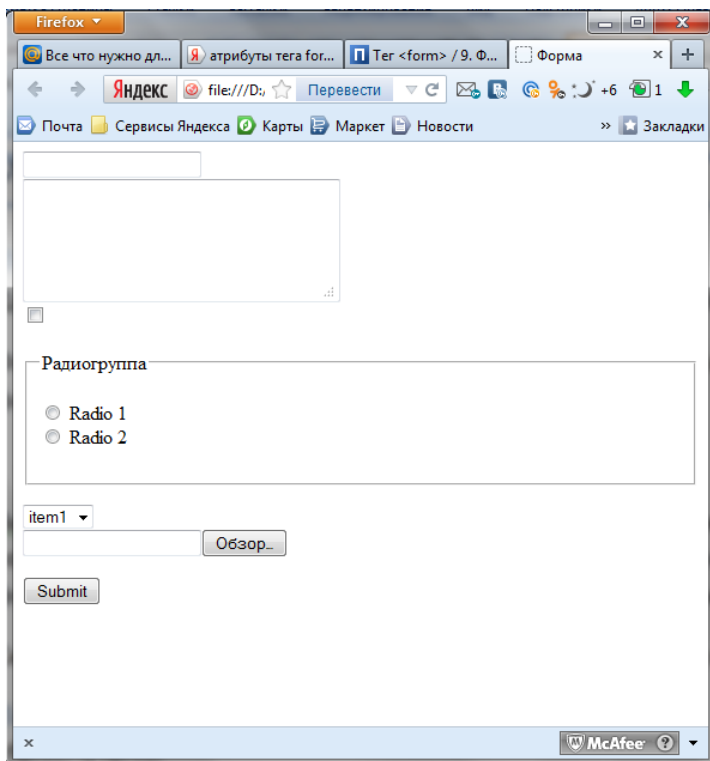 Firefox
Все что нужно дл... Я атрибуты тега for... П Тег <form> / 9. Ф... Форма × +
Яндекс file:///D:/ Перевести +6 1
Почта Сервисы Яндекса Карты Маркет Новости » Закладки
Радиогруппа
Radio 1
Radio 2
item1
Обзор...
Submit
× McAfee ?